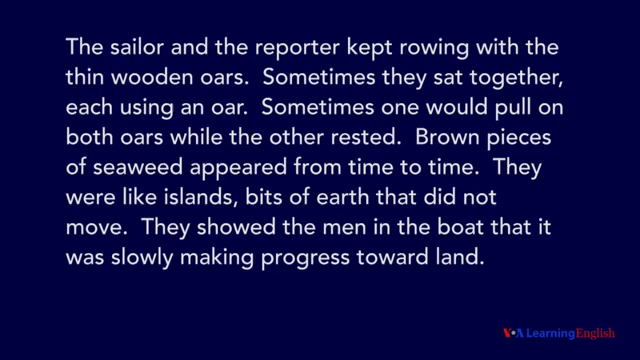 The sailor and the reporter kept rowing with the
thin wooden oars.  Sometimes they sat together,
each using an oar.  Sometimes one would pull on
both oars while the other rested.  Brown pieces
of seaweed appeared from time to time.  They
were like islands, bits of earth that did not
move.  They showed the men in the boat that it
was slowly making progress toward land.
VOA Learning English